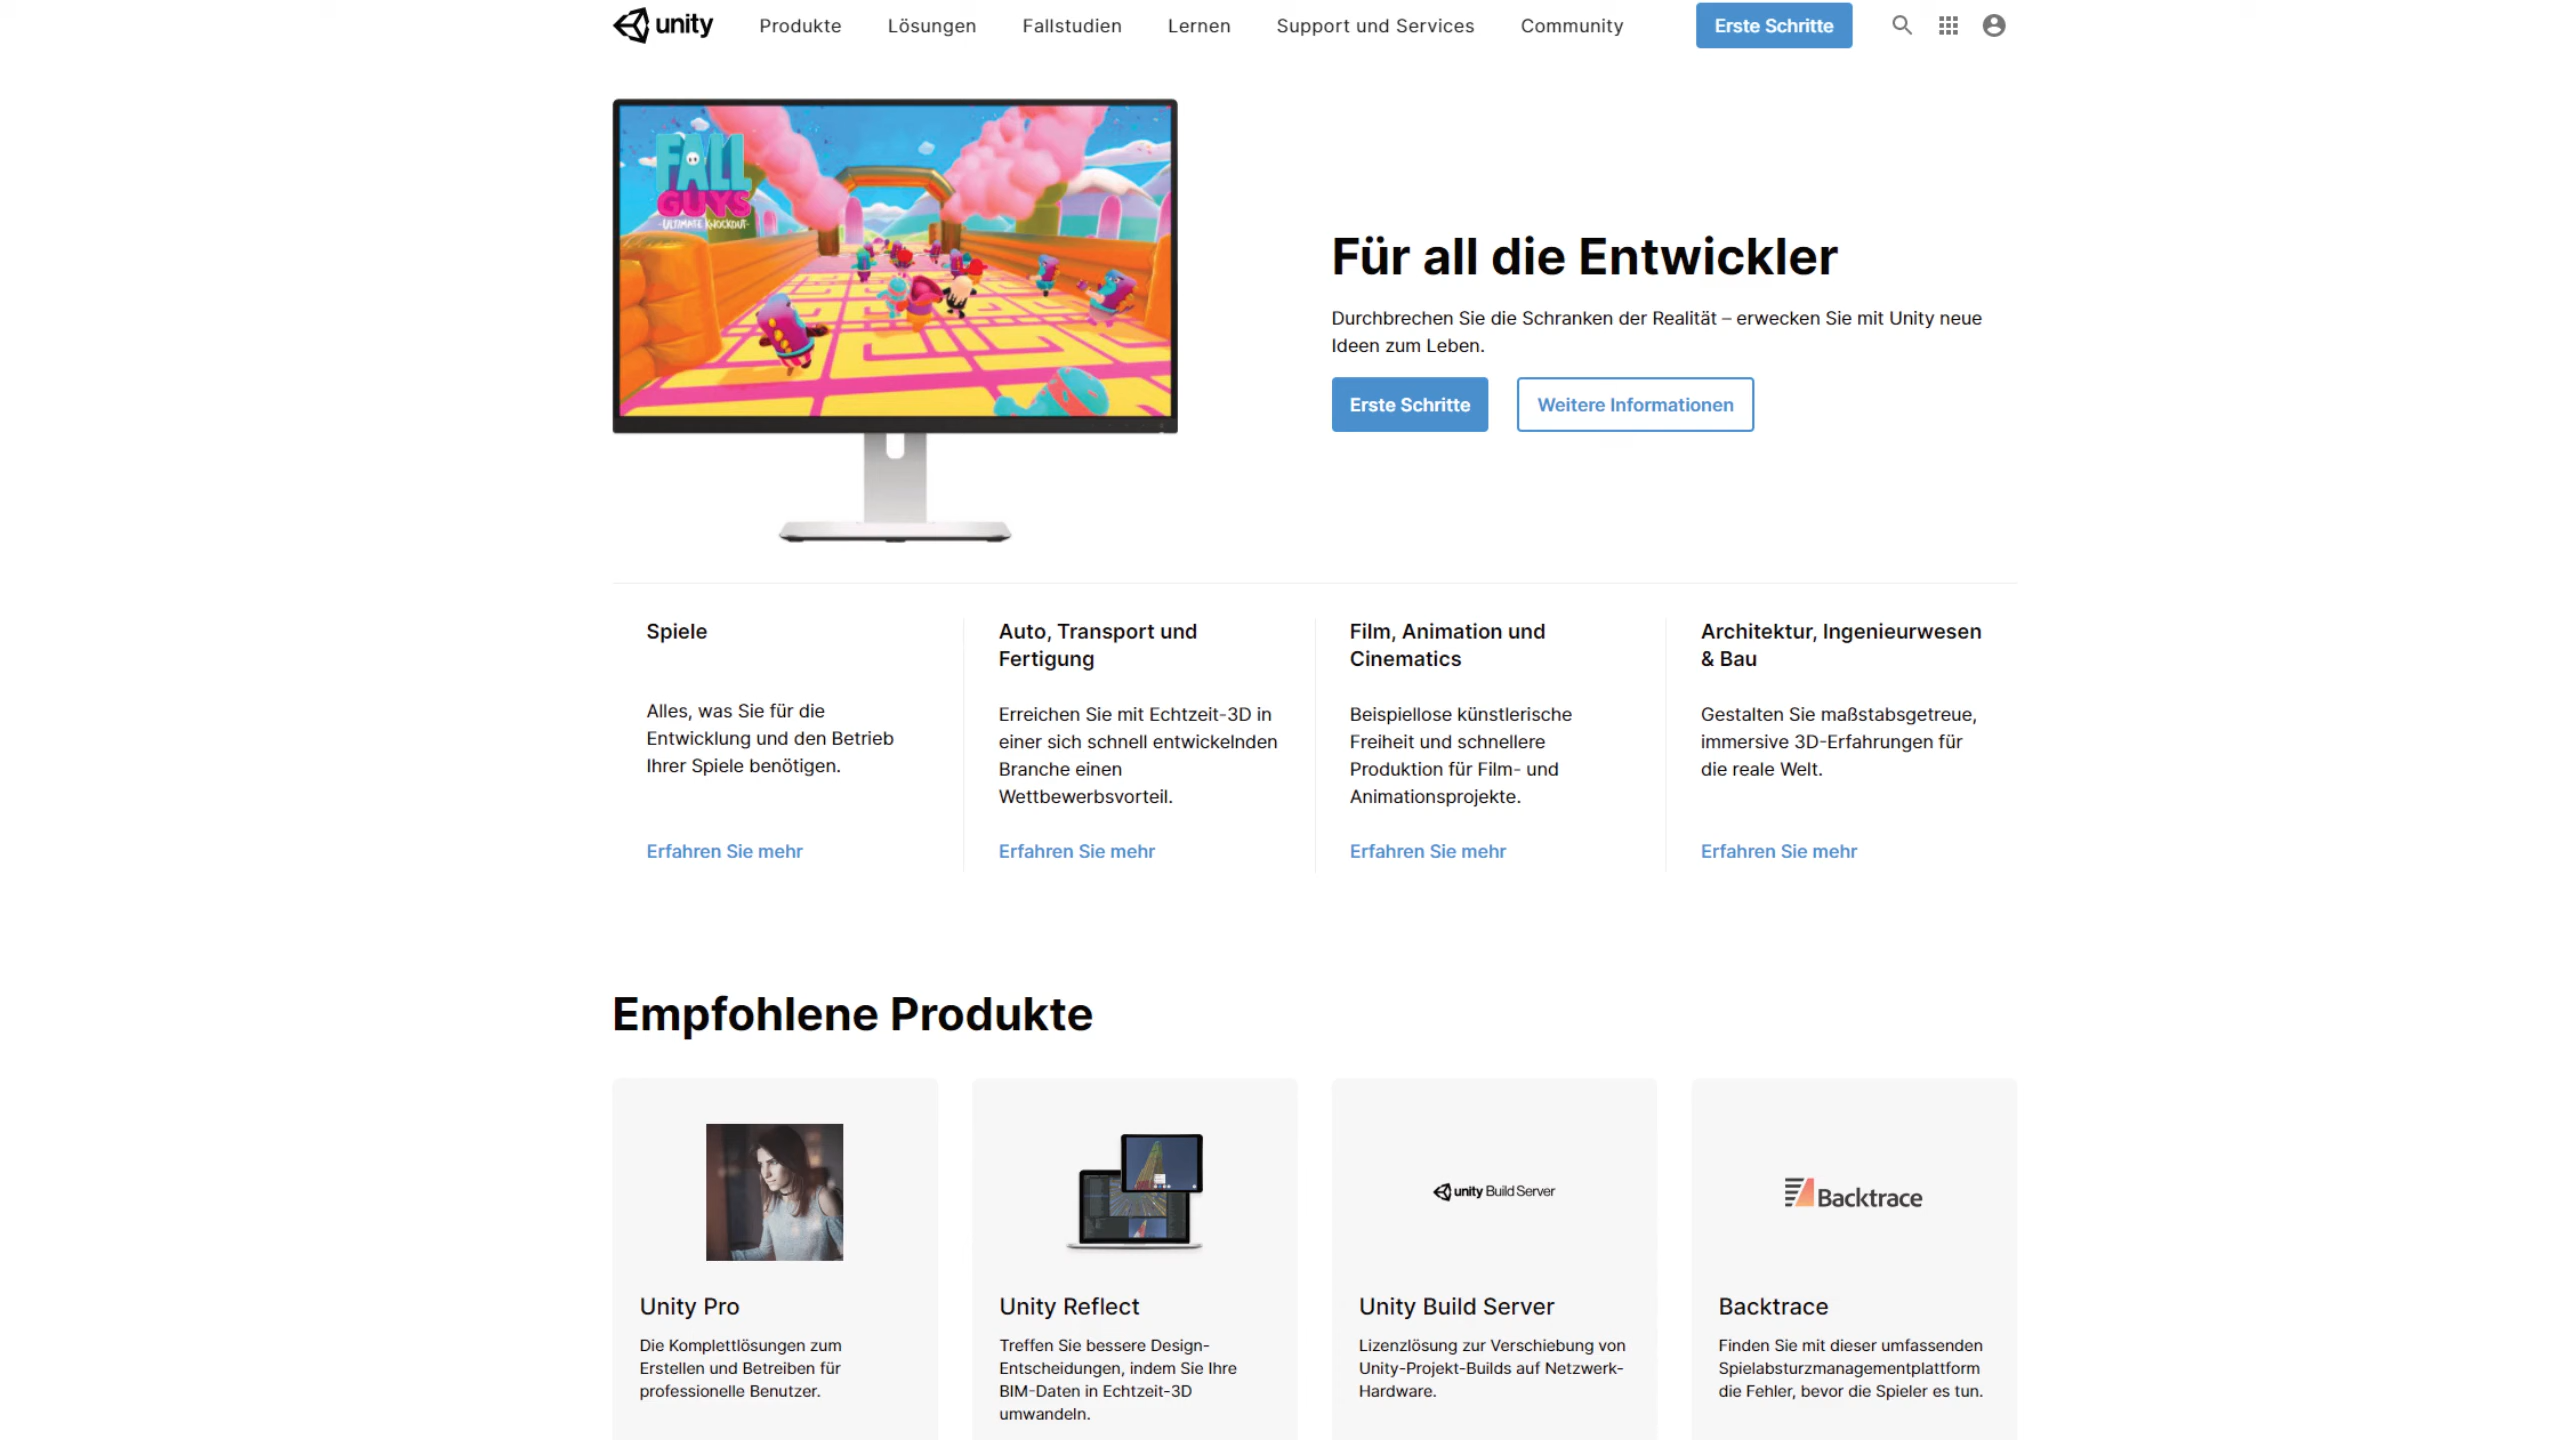 unity
Produkte
Lösungen
Fallstudien
Lernen
Support und Services
Community
Erste Schritte
FALL
GUYS
-ULTIMATE KNOCKOUT-
Für all die Entwickler
Durchbrechen Sie die Schranken der Realität – erwecken Sie mit Unity neue
Ideen zum Leben.
Erste Schritte
Weitere Informationen
Spiele
Alles, was Sie für die
Entwicklung und den Betrieb
Ihrer Spiele benötigen.
Erfahren Sie mehr
Auto, Transport und
Fertigung
Erreichen Sie mit Echtzeit-3D in
einer sich schnell entwickelnden
Branche einen
Wettbewerbsvorteil.
Erfahren Sie mehr
Film, Animation und
Cinematics
Beispiellose künstlerische
Freiheit und schnellere
Produktion für Film- und
Animationsprojekte.
Erfahren Sie mehr
Architektur, Ingenieurwesen
& Bau
Gestalten Sie maßstabsgetreue,
immersive 3D-Erfahrungen für
die reale Welt.
Erfahren Sie mehr
Empfohlene Produkte
Unity Pro
Die Komplettlösungen zum
Erstellen und Betreiben für
professionelle Benutzer.
Unity Reflect
Treffen Sie bessere Design-
Entscheidungen, indem Sie Ihre
BIM-Daten in Echtzeit-3D
umwandeln.
unity Build Server
Unity Build Server
Lizenzlösung zur Verschiebung von
Unity-Projekt-Builds auf Netzwerk-
Hardware.
Backtrace
Backtrace
Finden Sie mit dieser umfassenden
Spielabsturzmanagementplattform
die Fehler, bevor die Spieler es tun.